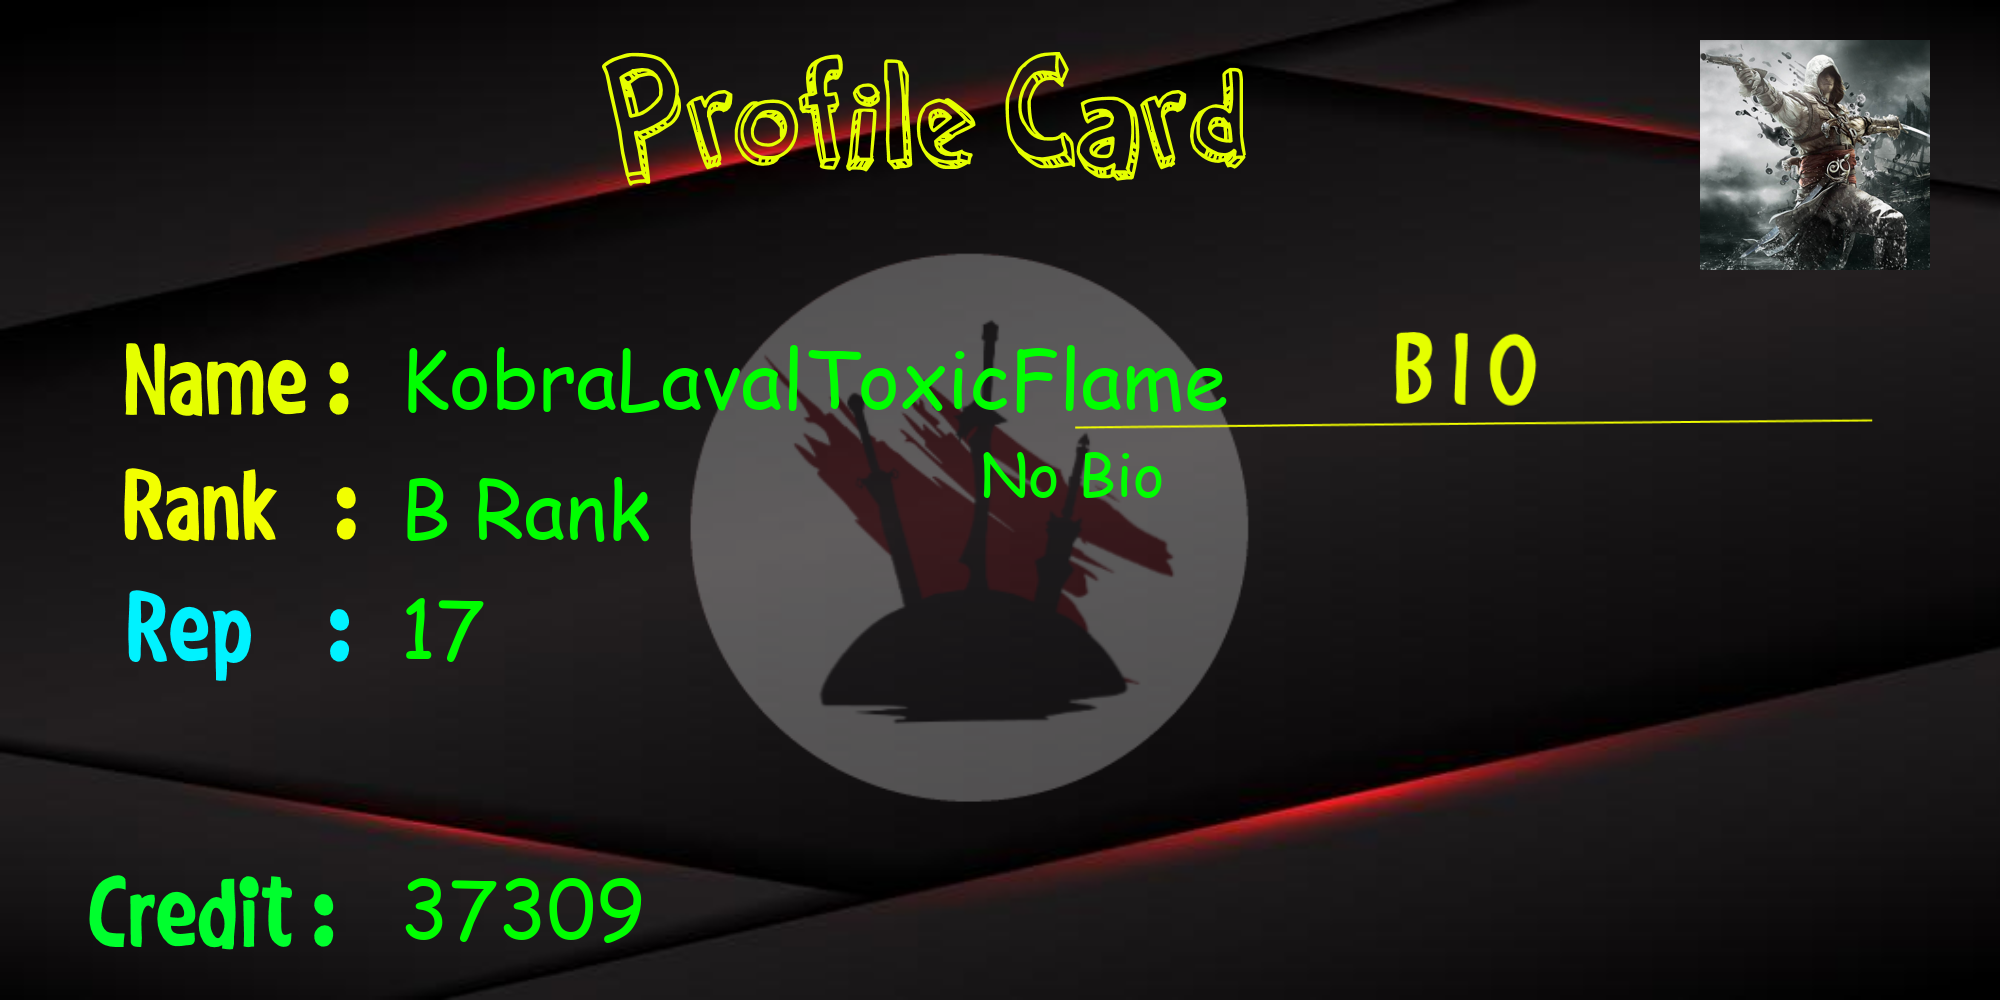 Profile Card
Name : KobraLavalToxicFlame
BIO
No Bio
Rank : B Rank
Rep : 17
Credit : 37309